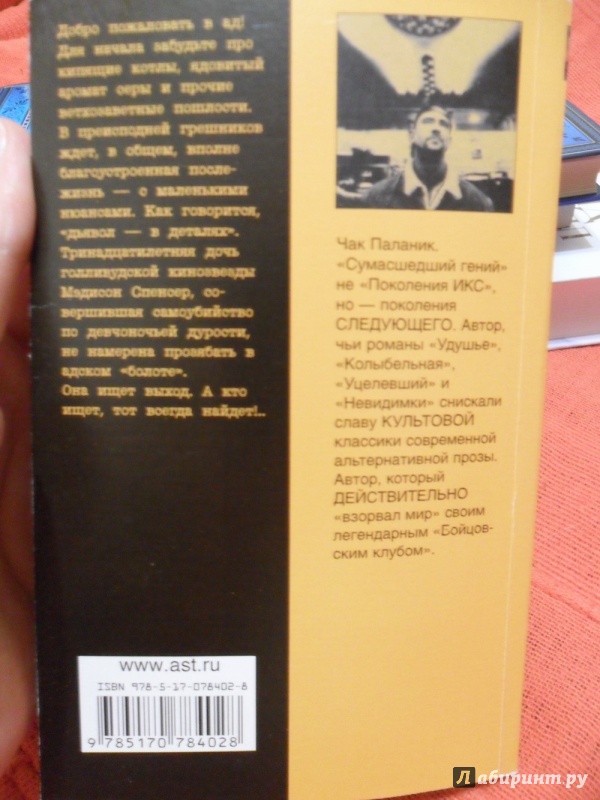 Добро пожаловать в ад!
Для начала забудьте про
кипящие котлы, ядовитый
аромат серы и прочие
ветхозаветные пошлости.
В преисподней грешников
ждет, в общем, вполне
благоустроенная после-
жизнь — с маленькими
нюансами. Как говорится,
"дьявол — в деталях".
Тринадцатилетняя дочь
голливудской кинозвезды
Мэдисон Спенсер, со-
вершившая самоубийство
по девчоночьей дурости,
не намерена прозябать в
адском "болоте".
Она ищет выход. А кто
ищет, тот всегда найдет!..
Чак Паланик.
«Сумасшедший гений»
не «Поколения ИКС»,
но — поколения
СЛЕДУЮЩЕГО. Автор,
чьи романы "Удушье",
«Колыбельная»,
«Уцелевший» и
«Невидимки» снискали
славу КУЛЬТОВОЙ
классики современной
альтернативной прозы.
Автор, который
ДЕЙСТВИТЕЛЬНО
«взорвал мир» своим
легендарным «Бойцов-
ским клубом».
www.ast.ru
ISBN 978-5-17-078402-8
9 785170 784028
Лабиринт.ру